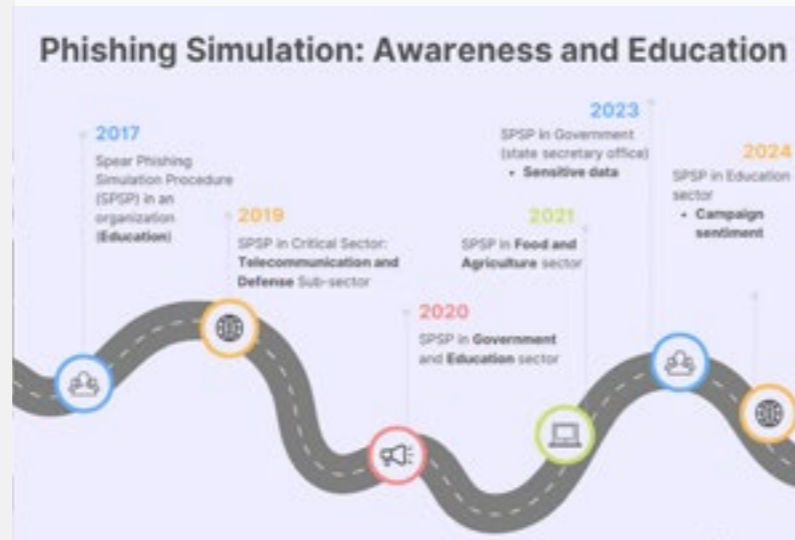 Phishing Simulation: Awareness and Education
2017
Spear Phishing
Simulation Procedure
(SPSP) in an
organization
(Education)
2019
SPSP in Critical Sector:
Telecommunication and
Defense Sub-sector
2020
SPSP in Government
and Education sector
2021
SPSP in Food and
Agriculture sector
2023
SPSP in Government
(state secretary office)
• Sensitive data
2024
SPSP in Education
sector
• Campaign
sentiment